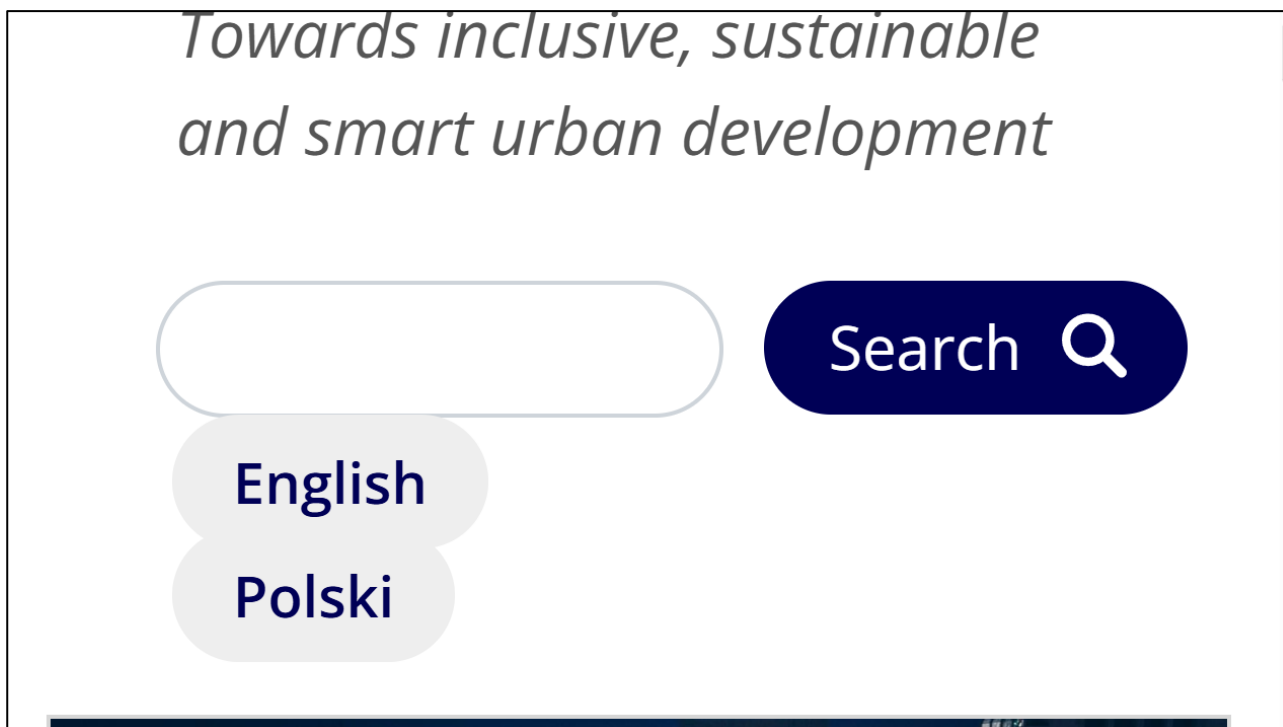 Towards inclusive, sustainable
and smart urban development
Search
English
Polski